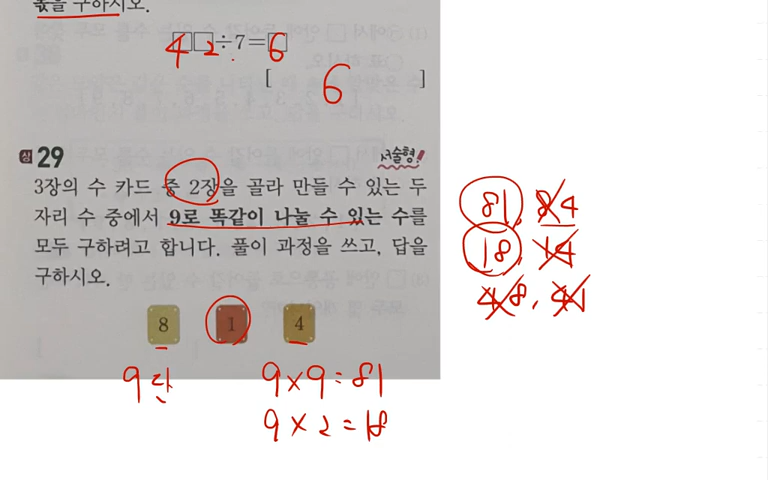 높을 구하시오.
42÷7=6
[ 6 ]
상 29 서술형!
3장의 수 카드 중 2장을 골라 만들 수 있는 두
자리 수 중에서 9로 똑같이 나눌 수 있는 수를
모두 구하려고 합니다. 풀이 과정을 쓰고, 답을
구하시오.
8 1 4
81, 84
18, 14
48, 41
9단 9×9=81
9×2=18